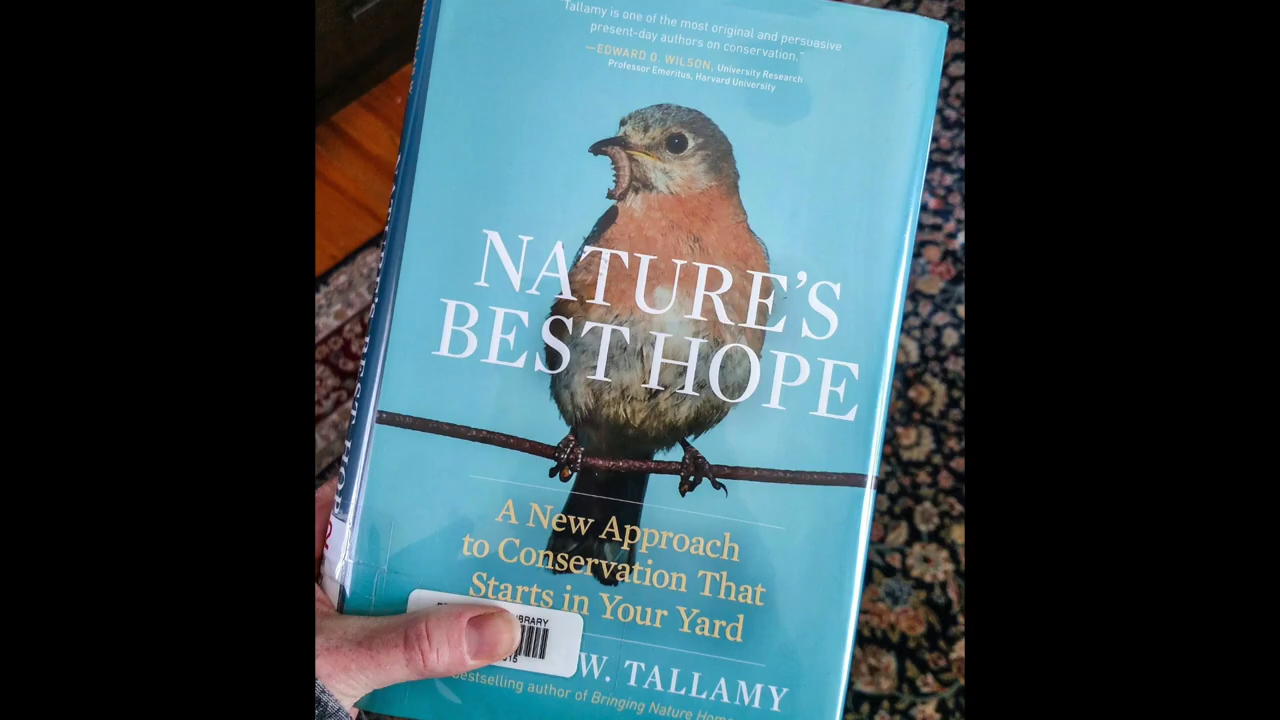 Tallamy is one of the most original and persuasive
present-day authors on conservation."
—EDWARD O. WILSON, University Research
Professor Emeritus, Harvard University
NATURE'S
BEST HOPE
A New Approach
to Conservation That
Starts in Your Yard
W. TALLAMY
bestselling author of Bringing Nature Home